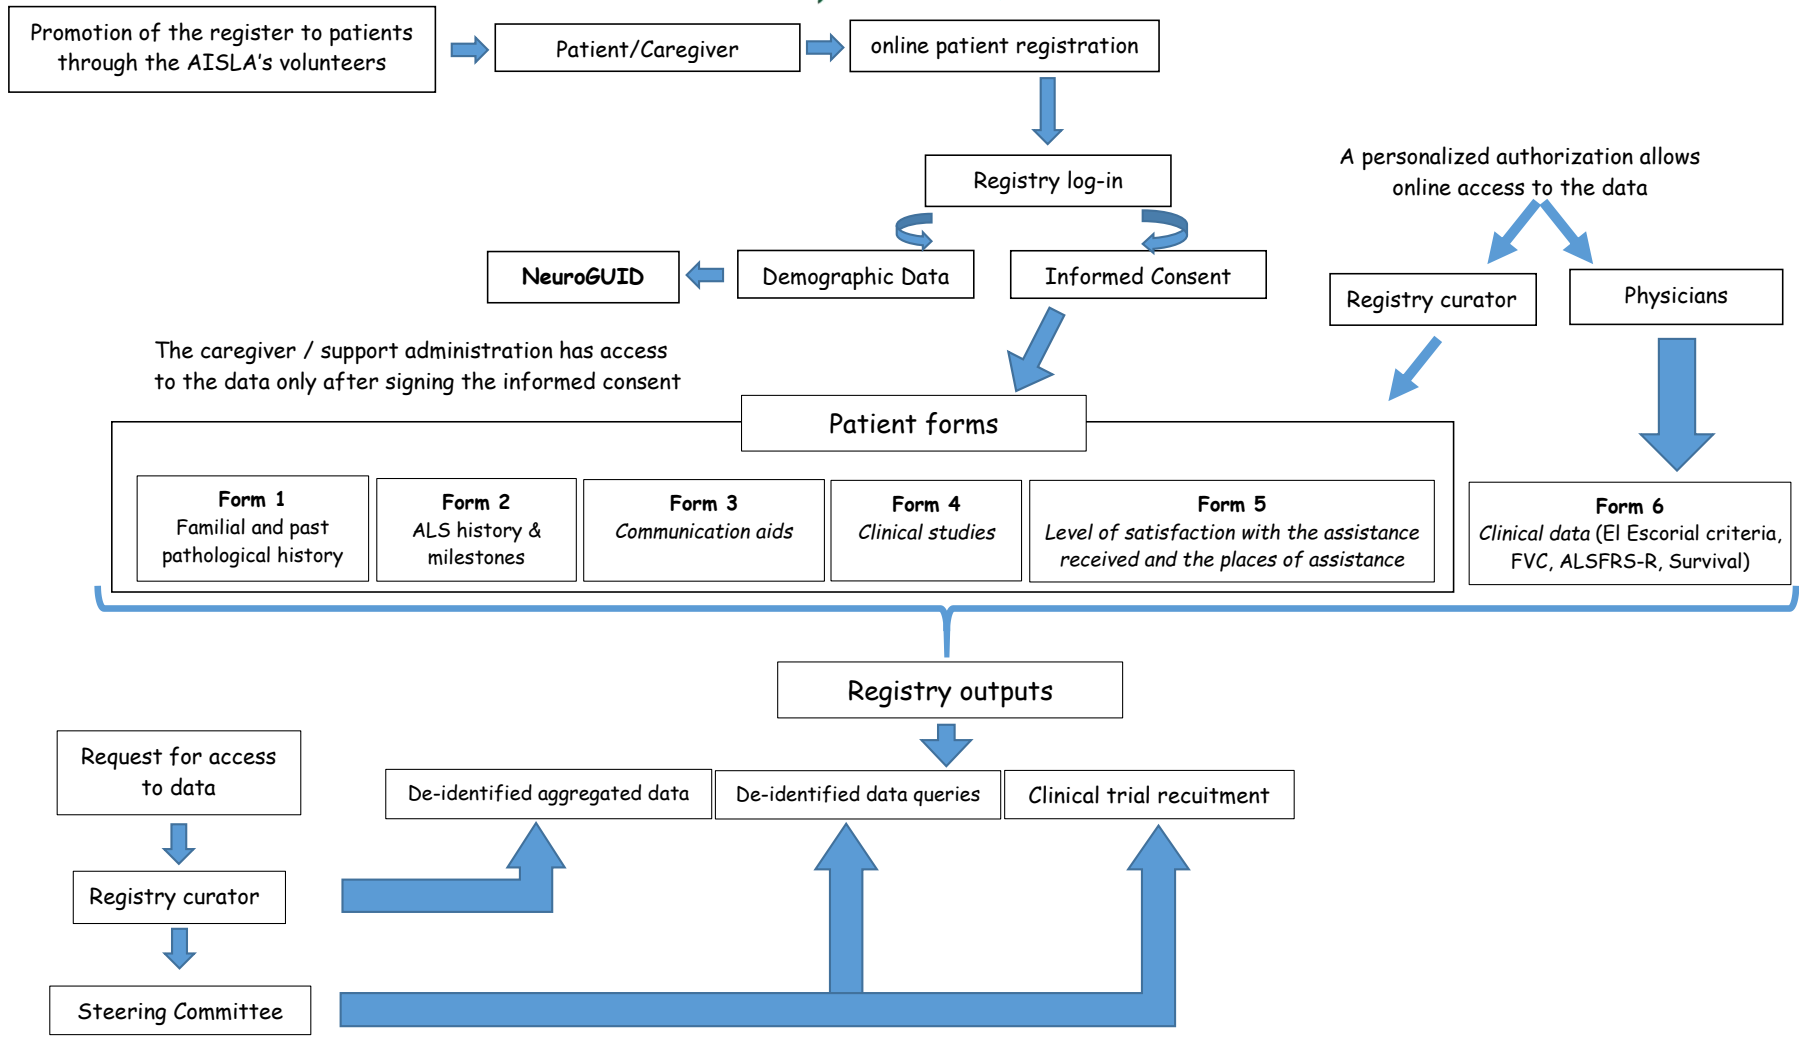 Promotion of the register to patients
through the AISLA's volunteers
Patient/Caregiver
online patient registration
Registry log-in
A personalized authorization allows
online access to the data
NeuroGUID
Demographic Data
Informed Consent
Registry curator
Physicians
The caregiver / support administration has access
to the data only after signing the informed consent
Patient forms
Form 1
Familial and past
pathological history
Form 2
ALS history &
milestones
Form 3
Communication aids
Form 4
Clinical studies
Form 5
Level of satisfaction with the assistance
received and the places of assistance
Form 6
Clinical data (El Escorial criteria,
FVC, ALSFRS-R, Survival)
Registry outputs
Request for access
to data
De-identified aggregated data
De-identified data queries
Clinical trial recuitment
Registry curator
Steering Committee